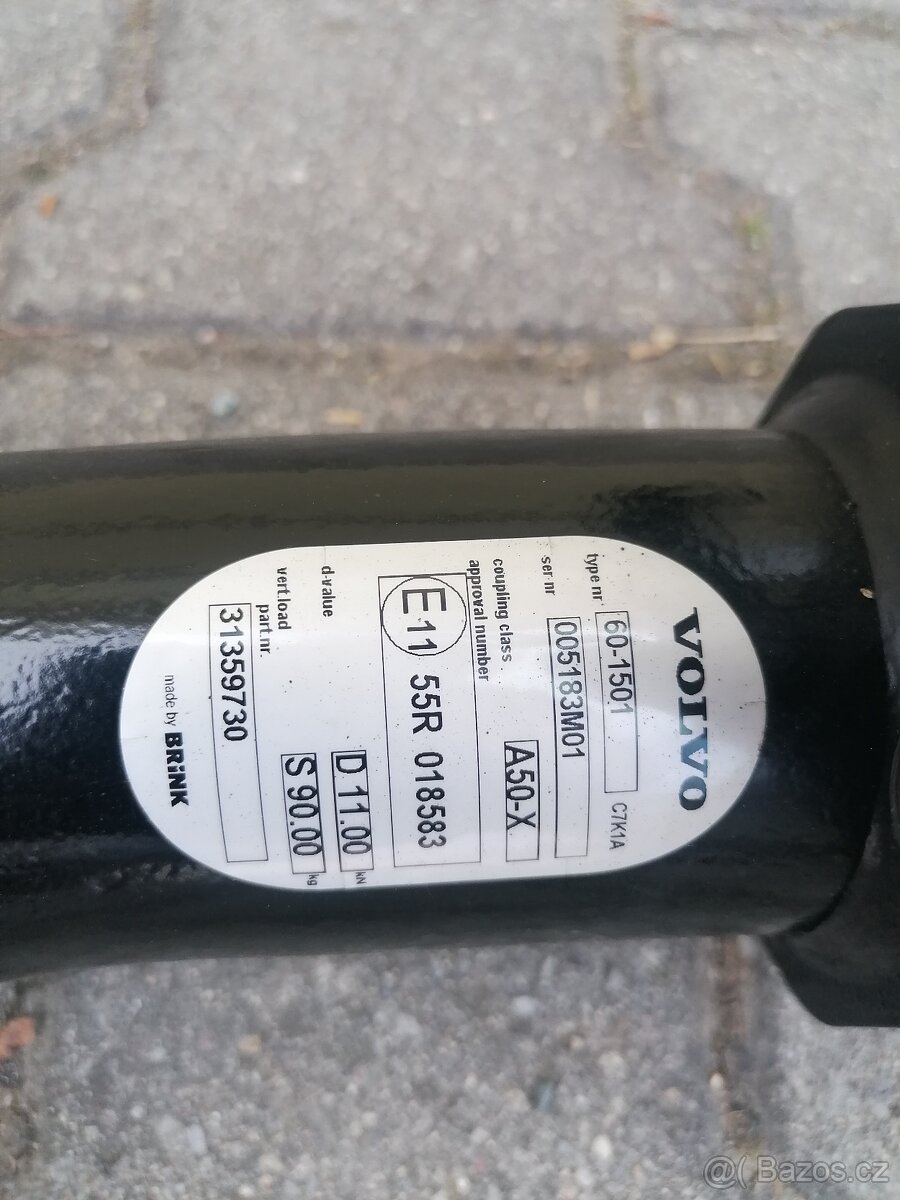 VOLVO
type nr 60-1501 C7K1A
ser nr 005183M01
coupling class A50-X
approval number
E11 55R 018583
d-value D 11.00 kN
vert.load S 90.00 kg
part.nr.
31359730
made by BRiNK
@( Bazos.cz